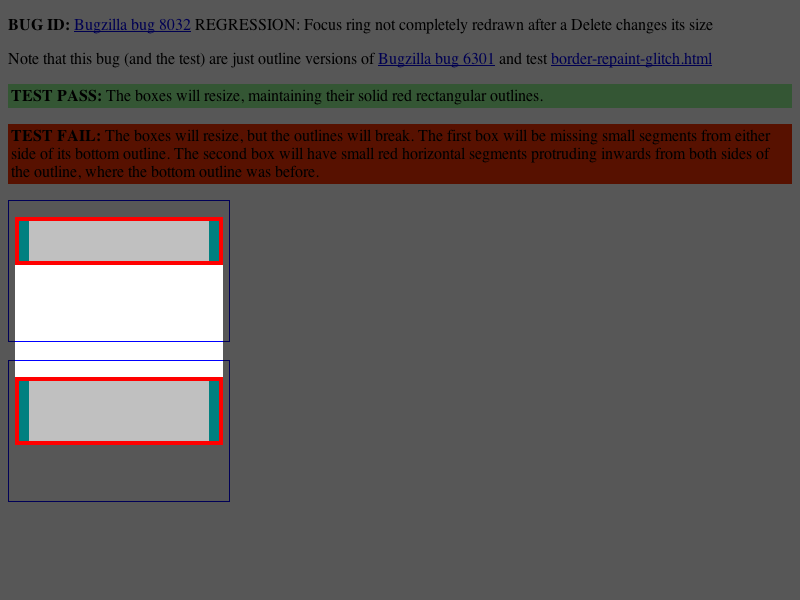 BUG ID: Bugzilla bug 8032 REGRESSION: Focus ring not completely redrawn after a Delete changes its size
Note that this bug (and the test) are just outline versions of Bugzilla bug 6301 and test border-repaint-glitch.html
TEST PASS: The boxes will resize, maintaining their solid red rectangular outlines.
TEST FAIL: The boxes will resize, but the outlines will break. The first box will be missing small segments from either
side of its bottom outline. The second box will have small red horizontal segments protruding inwards from both sides of
the outline, where the bottom outline was before.